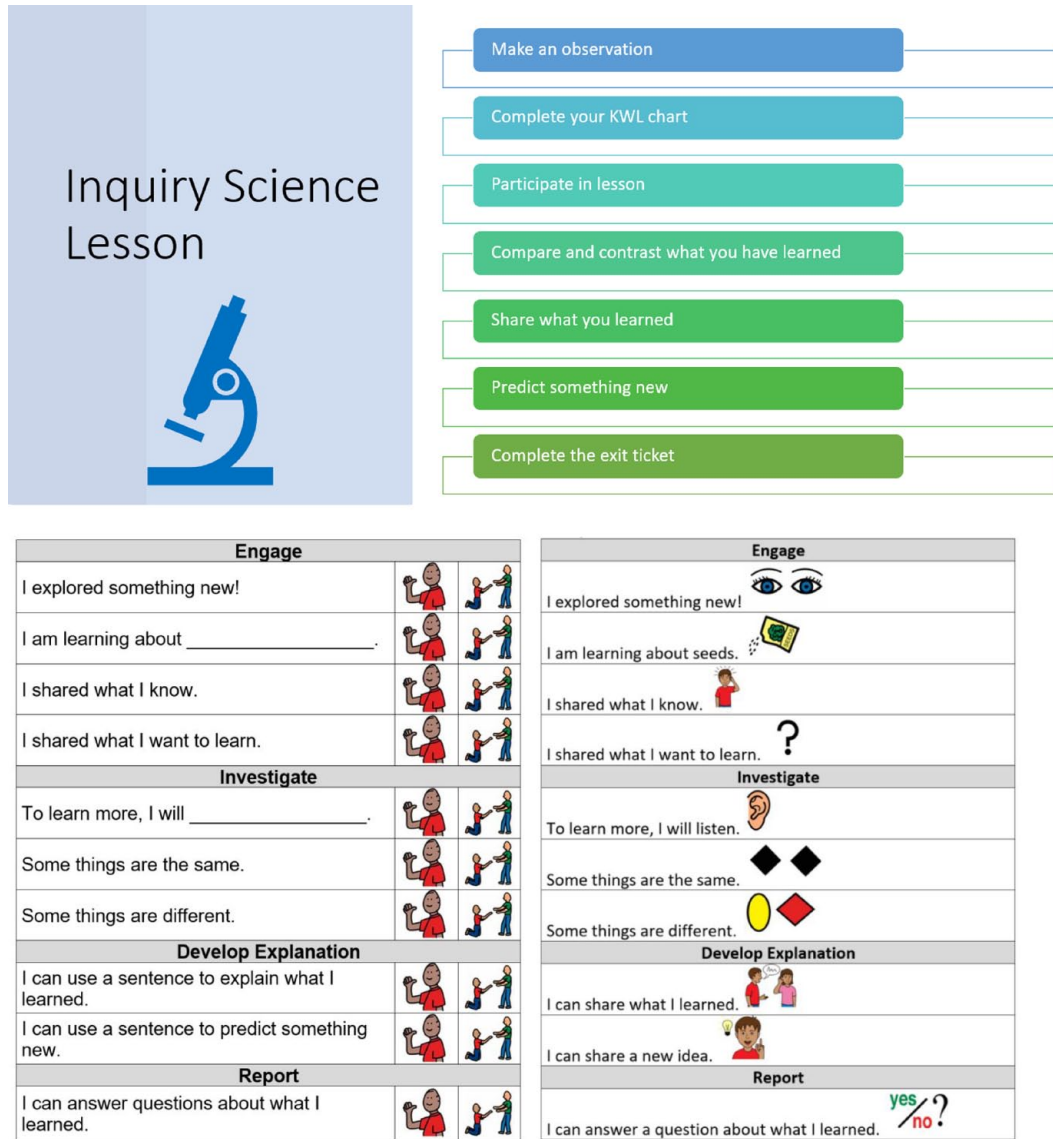 Inquiry Science
Lesson
Make an observation
Complete your KWL chart
Participate in lesson
Compare and contrast what you have learned
Share what you learned
Predict something new
Complete the exit ticket
Engage
I explored something new!
I am learning about ___________________.
I shared what I know.
I shared what I want to learn.
Investigate
To learn more, I will __________________.
Some things are the same.
Some things are different.
Develop Explanation
I can use a sentence to explain what I
learned.
I can use a sentence to predict something
new.
Report
I can answer questions about what I
learned.
Engage
I explored something new!
I am learning about seeds.
SEEDS
I shared what I know.
I shared what I want to learn. ?
Investigate
To learn more, I will listen.
Some things are the same.
Some things are different.
Develop Explanation
I can share what I learned.
I can share a new idea.
Report
I can answer a question about what I learned.
yes/no?